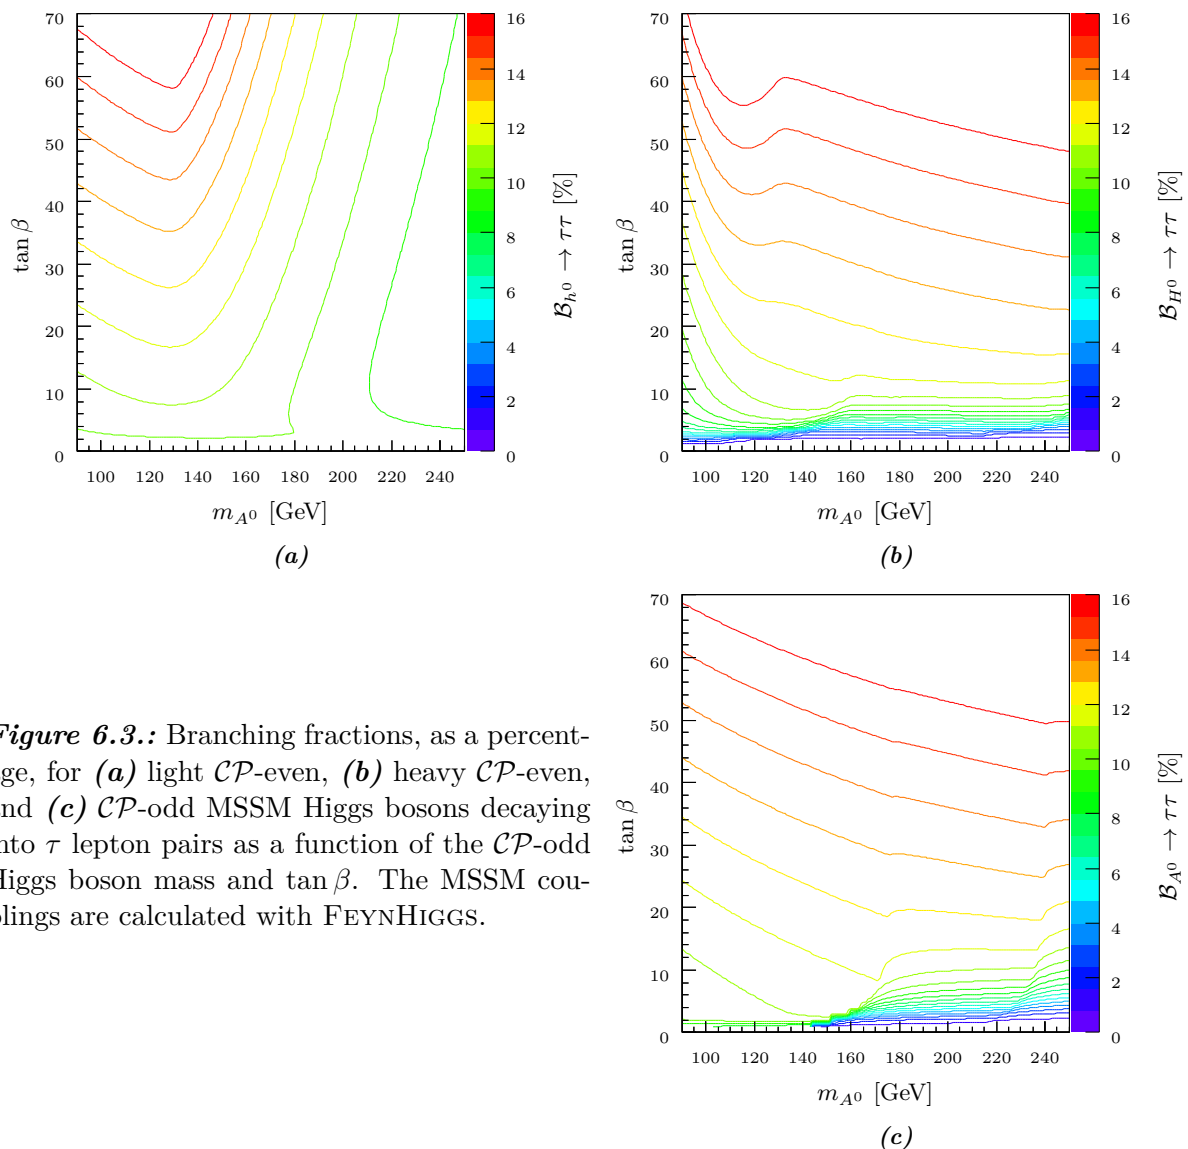 70
60
50
40
30
20
10
0
tan β
100 120 140 160 180 200 220 240
m_{A^0} [GeV]
16
14
12
10
8
6
4
2
0
ℬ_{h^0} → ττ [%]
(a)
70
60
50
40
30
20
10
0
tan β
100 120 140 160 180 200 220 240
m_{A^0} [GeV]
16
14
12
10
8
6
4
2
0
ℬ_{H^0} → ττ [%]
(b)
igure 6.3.: Branching fractions, as a percent-
ge, for (a) light 𝒞𝒫-even, (b) heavy 𝒞𝒫-even,
nd (c) 𝒞𝒫-odd MSSM Higgs bosons decaying
nto τ lepton pairs as a function of the 𝒞𝒫-odd
Higgs boson mass and tan β. The MSSM cou-
plings are calculated with FEYNHIGGS.
70
60
50
40
30
20
10
0
tan β
100 120 140 160 180 200 220 240
m_{A^0} [GeV]
16
14
12
10
8
6
4
2
0
ℬ_{A^0} → ττ [%]
(c)